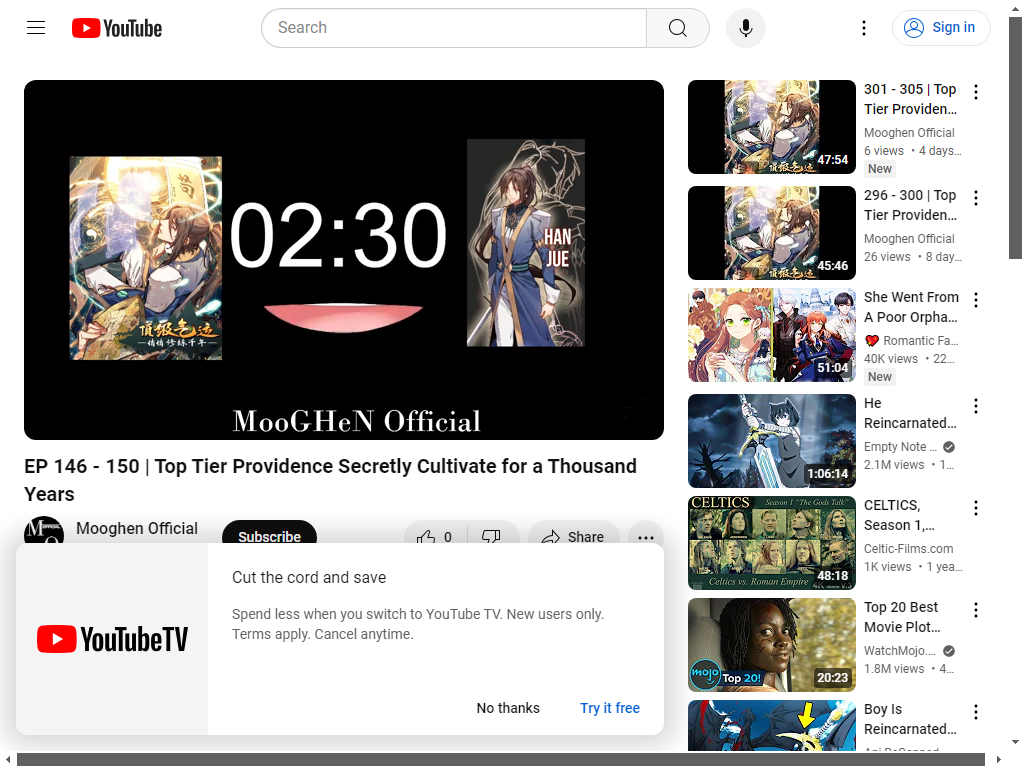 YouTube
Search
Sign in
02:30
HAN
JUE
MooGHeN Official
EP 146 - 150 | Top Tier Providence Secretly Cultivate for a Thousand
Years
Mooghen Official
Subscribe
0
Share
YouTubeTV
Cut the cord and save
Spend less when you switch to YouTube TV. New users only.
Terms apply. Cancel anytime.
No thanks
Try it free
47:54
301 - 305 | Top
Tier Providen...
Mooghen Official
6 views • 4 days...
New
45:46
296 - 300 | Top
Tier Providen...
Mooghen Official
26 views • 8 day...
51:04
She Went From
A Poor Orpha...
Romantic Fa...
40K views • 22...
New
1:06:14
He
Reincarnated...
Empty Note ...
2.1M views • 1...
CELTICS
Season 1 "The Gods Talk"
Celtics vs. Roman Empire
48:18
CELTICS,
Season 1,...
Celtic-Films.com
1K views • 1 yea...
mojo
Top 20!
20:23
Top 20 Best
Movie Plot...
WatchMojo....
1.8M views • 4...
Boy Is
Reincarnated...